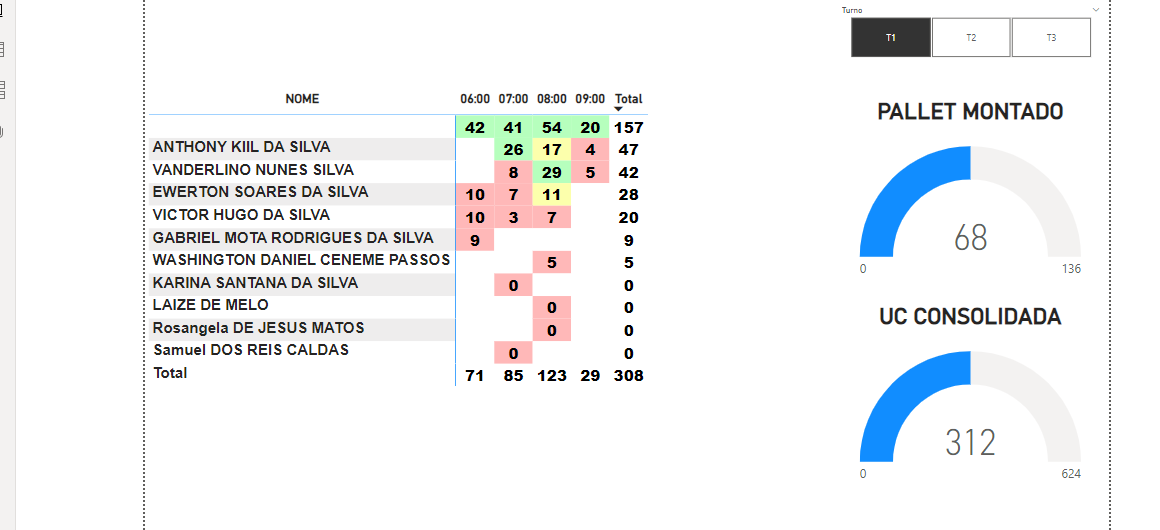 Turno
T1 T2 T3
NOME 06:00 07:00 08:00 09:00 Total
42 41 54 20 157
ANTHONY KIIL DA SILVA 26 17 4 47
VANDERLINO NUNES SILVA 8 29 5 42
EWERTON SOARES DA SILVA 10 7 11 28
VICTOR HUGO DA SILVA 10 3 7 20
GABRIEL MOTA RODRIGUES DA SILVA 9 9
WASHINGTON DANIEL CENEME PASSOS 5 5
KARINA SANTANA DA SILVA 0 0
LAIZE DE MELO 0 0
Rosangela DE JESUS MATOS 0 0
Samuel DOS REIS CALDAS 0 0
Total 71 85 123 29 308
PALLET MONTADO
68
0 136
UC CONSOLIDADA
312
0 624